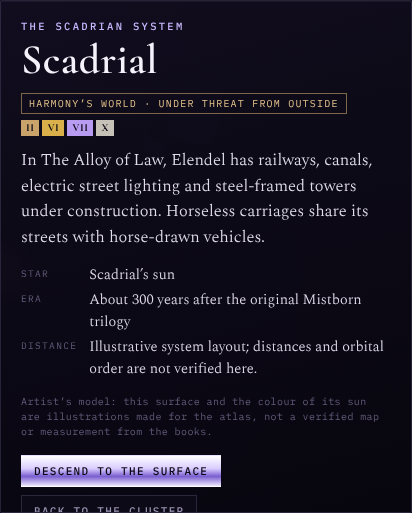 THE SCADRIAN SYSTEM
Scadrial
HARMONY’S WORLD · UNDER THREAT FROM OUTSIDE
II VI VII X
In The Alloy of Law, Elendel has railways, canals,
electric street lighting and steel-framed towers
under construction. Horseless carriages share its
streets with horse-drawn vehicles.
STAR Scadrial’s sun
ERA About 300 years after the original Mistborn
trilogy
DISTANCE Illustrative system layout; distances and orbital
order are not verified here.
Artist’s model: this surface and the colour of its sun
are illustrations made for the atlas, not a verified map
or measurement from the books.
DESCEND TO THE SURFACE
BACK TO THE CLUSTER